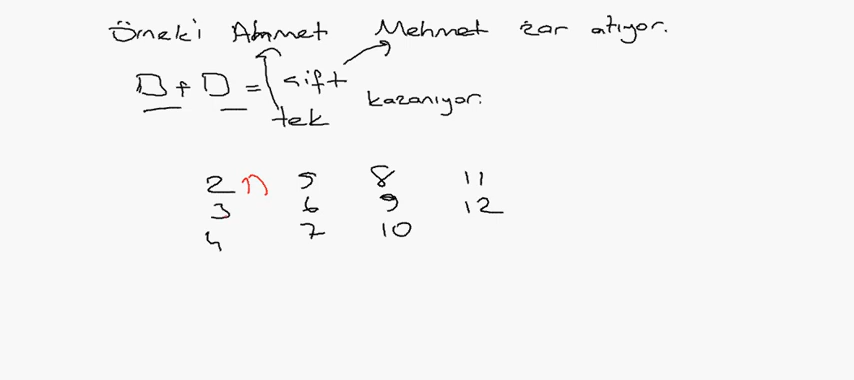 Örnek: Ahmet Mehmet zar atıyor.
□ + □ = çift
tek kazanıyor.
2 n 5 8 11
3 6 9 12
4 7 10